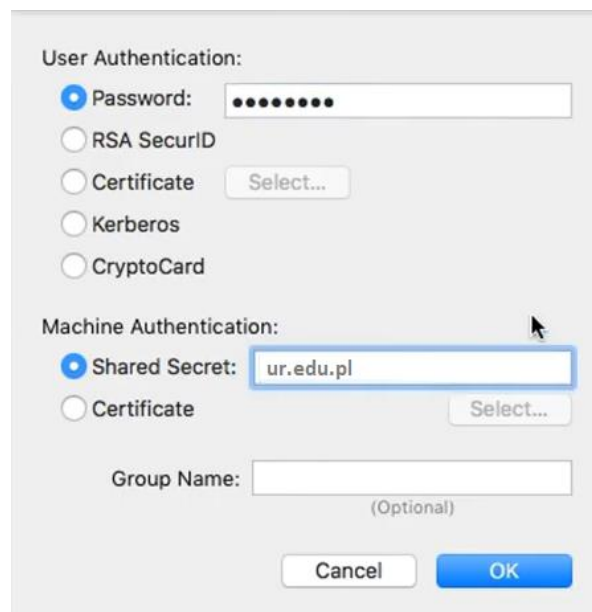 User Authentication:
Password: ••••••••
RSA SecurID
Certificate Select...
Kerberos
CryptoCard
Machine Authentication:
Shared Secret: ur.edu.pl
Certificate Select...
Group Name:
(Optional)
Cancel OK